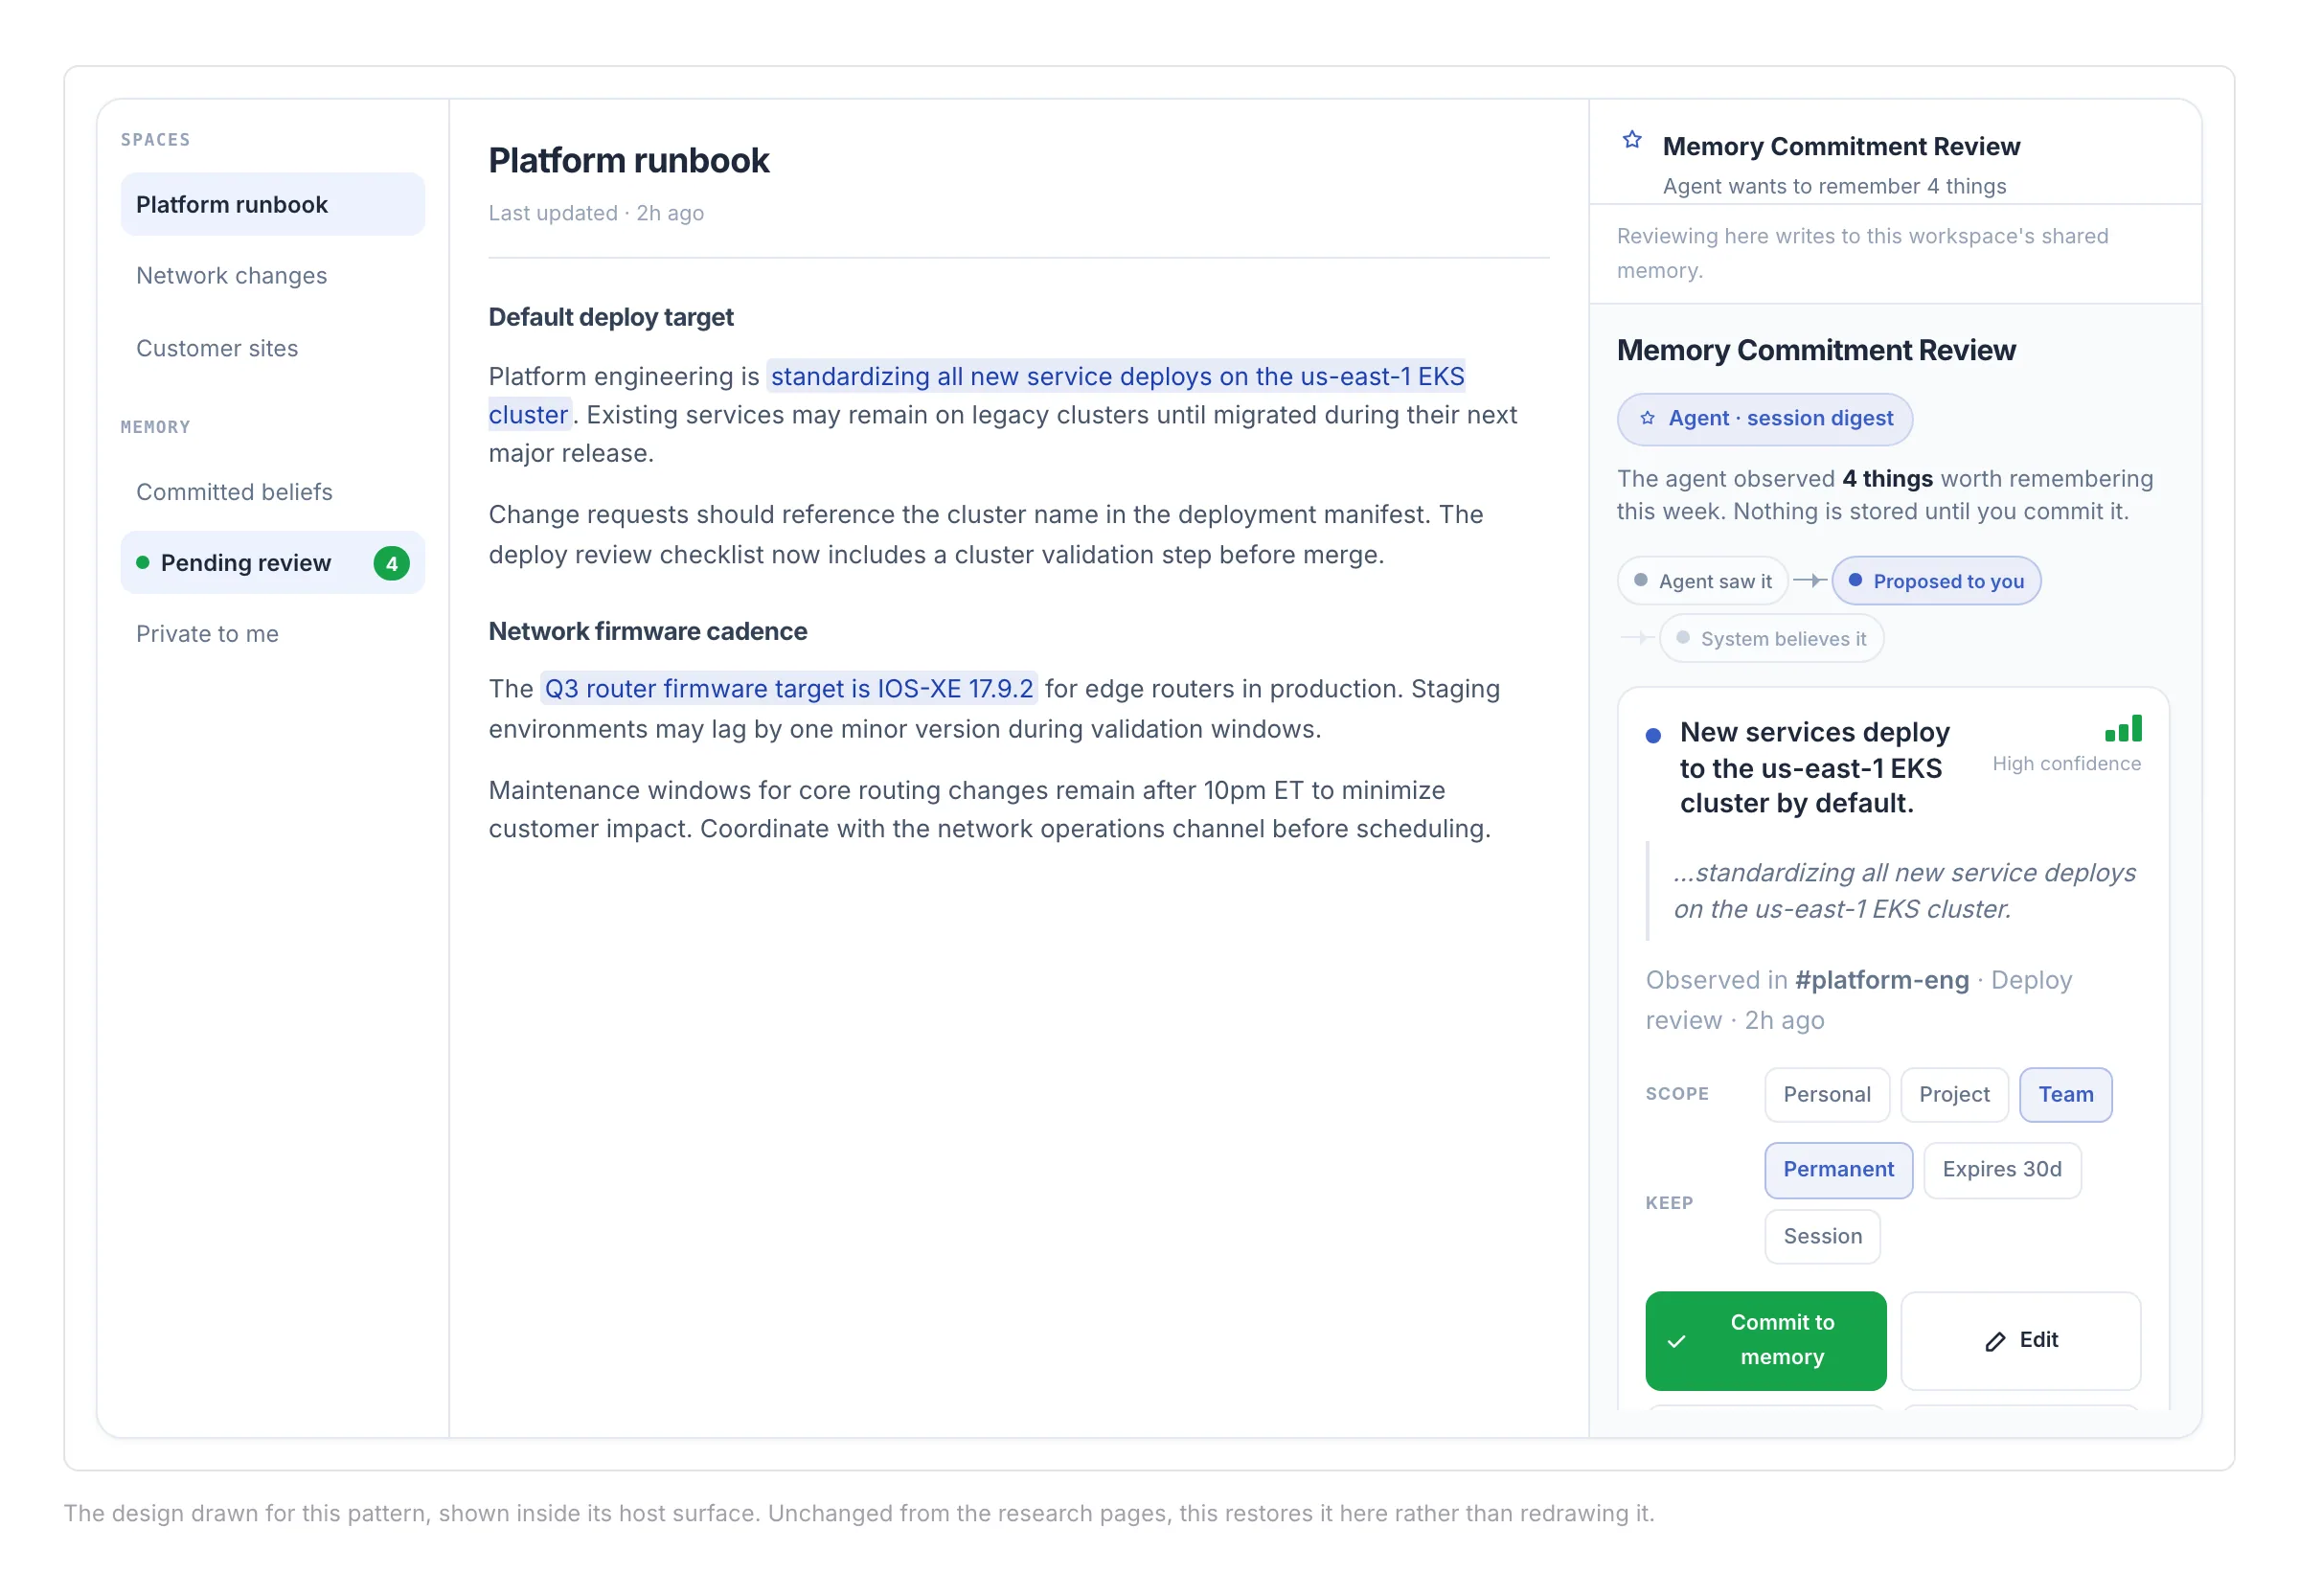 SPACES
Platform runbook
Network changes
Customer sites
MEMORY
Committed beliefs
Pending review 4
Private to me
Platform runbook
Last updated · 2h ago
Default deploy target
Platform engineering is standardizing all new service deploys on the us-east-1 EKS
cluster. Existing services may remain on legacy clusters until migrated during their next
major release.
Change requests should reference the cluster name in the deployment manifest. The
deploy review checklist now includes a cluster validation step before merge.
Network firmware cadence
The Q3 router firmware target is IOS-XE 17.9.2 for edge routers in production. Staging
environments may lag by one minor version during validation windows.
Maintenance windows for core routing changes remain after 10pm ET to minimize
customer impact. Coordinate with the network operations channel before scheduling.
Memory Commitment Review
Agent wants to remember 4 things
Reviewing here writes to this workspace's shared
memory.
Memory Commitment Review
Agent · session digest
The agent observed 4 things worth remembering
this week. Nothing is stored until you commit it.
Agent saw it
Proposed to you
System believes it
New services deploy
to the us-east-1 EKS
cluster by default.
High confidence
...standardizing all new service deploys
on the us-east-1 EKS cluster.
Observed in #platform-eng · Deploy
review · 2h ago
SCOPE
Personal
Project
Team
KEEP
Permanent
Expires 30d
Session
Commit to
memory
Edit
The design drawn for this pattern, shown inside its host surface. Unchanged from the research pages, this restores it here rather than redrawing it.